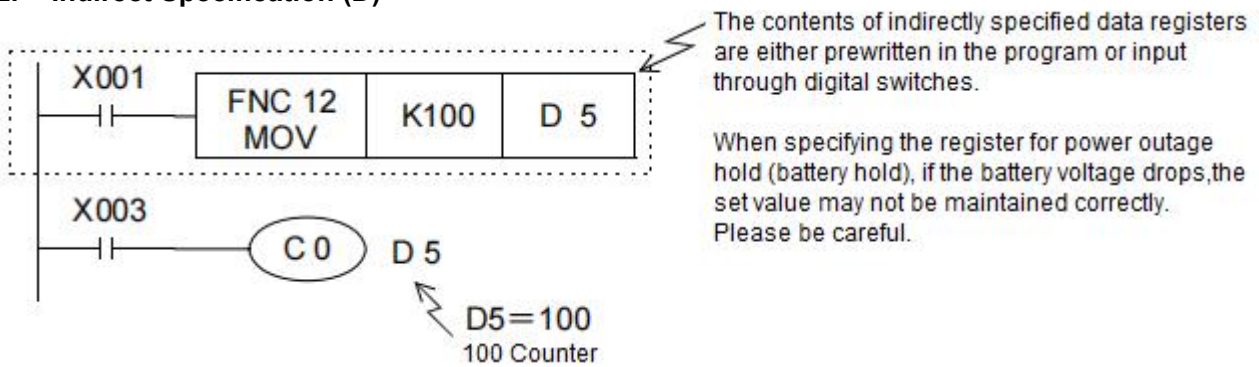 Indirect Specification (D)
The contents of indirectly specified data registers
are either prewritten in the program or input
through digital switches.
When specifying the register for power outage
hold (battery hold), if the battery voltage drops,the
set value may not be maintained correctly.
Please be careful.
X001
FNC 12
MOV
K100
D 5
X003
C 0
D 5
D5=100
100 Counter